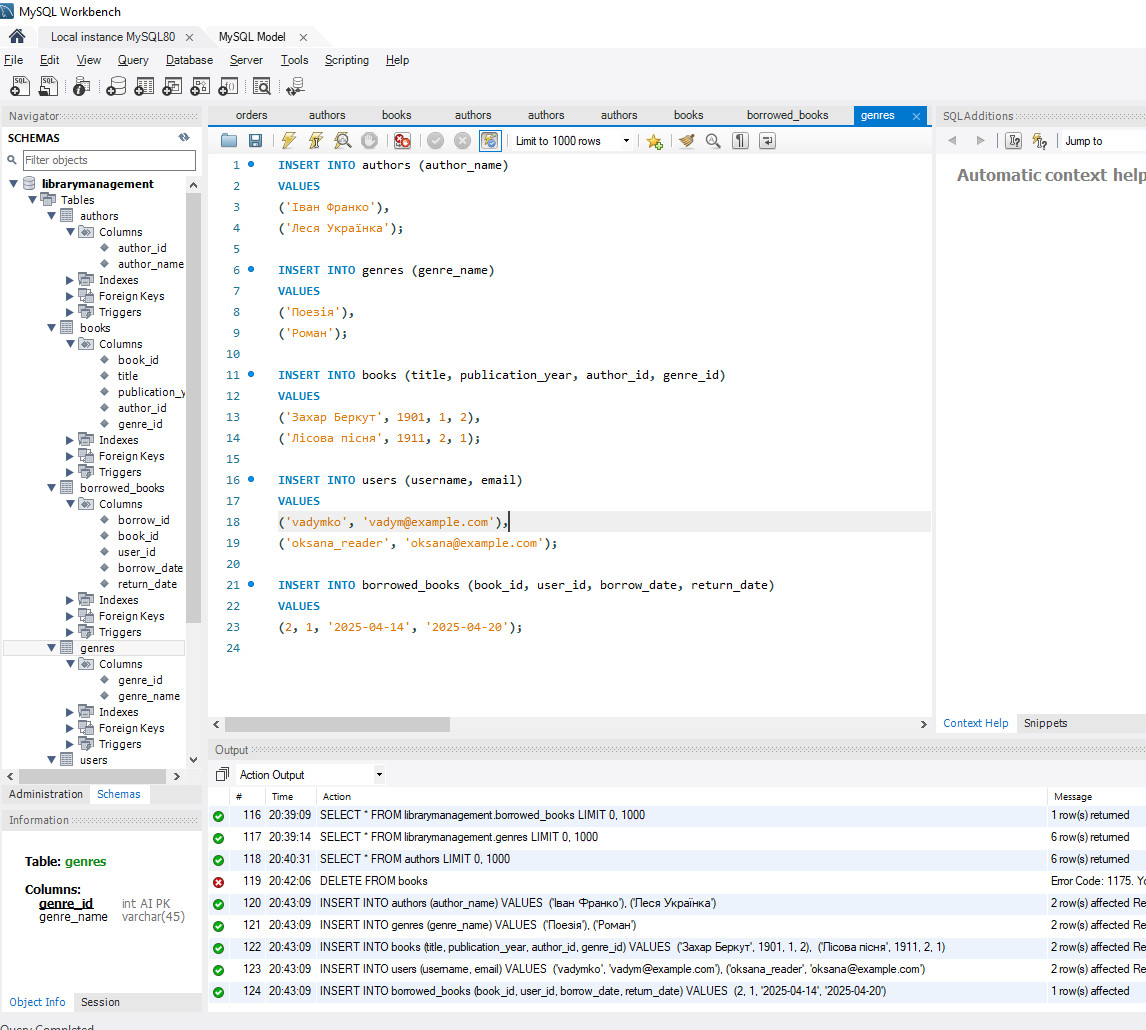 MySQL Workbench
Local instance MySQL80
MySQL Model
File Edit View Query Database Server Tools Scripting Help
Navigator
SCHEMAS
Filter objects
librarymanagement
Tables
authors
Columns
author_id
author_name
Indexes
Foreign Keys
Triggers
books
Columns
book_id
title
publication_y
author_id
genre_id
Indexes
Foreign Keys
Triggers
borrowed_books
Columns
borrow_id
book_id
user_id
borrow_date
return_date
Indexes
Foreign Keys
Triggers
genres
Columns
genre_id
genre_name
Indexes
Foreign Keys
Triggers
users
Administration Schemas
Information
Table: genres
Columns:
genre_id int AI PK
genre_name varchar(45)
Object Info Session
Query Completed
orders authors books authors authors authors books borrowed_books genres
Limit to 1000 rows
1 INSERT INTO authors (author_name)
2 VALUES
3 ('Іван Франко'),
4 ('Леся Українка');
5
6 INSERT INTO genres (genre_name)
7 VALUES
8 ('Поезія'),
9 ('Роман');
10
11 INSERT INTO books (title, publication_year, author_id, genre_id)
12 VALUES
13 ('Захар Беркут', 1901, 1, 2),
14 ('Лісова пісня', 1911, 2, 1);
15
16 INSERT INTO users (username, email)
17 VALUES
18 ('vadymko', 'vadym@example.com'),
19 ('oksana_reader', 'oksana@example.com');
20
21 INSERT INTO borrowed_books (book_id, user_id, borrow_date, return_date)
22 VALUES
23 (2, 1, '2025-04-14', '2025-04-20');
24
SQLAdditions
Jump to
Automatic context help
Context Help Snippets
Output
Action Output
# Time Action Message
116 20:39:09 SELECT * FROM librarymanagement.borrowed_books LIMIT 0, 1000 1 row(s) returned
117 20:39:14 SELECT * FROM librarymanagement.genres LIMIT 0, 1000 6 row(s) returned
118 20:40:31 SELECT * FROM authors LIMIT 0, 1000 6 row(s) returned
119 20:42:06 DELETE FROM books Error Code: 1175. Yo
120 20:43:09 INSERT INTO authors (author_name) VALUES ('Іван Франко'), ('Леся Українка') 2 row(s) affected Re
121 20:43:09 INSERT INTO genres (genre_name) VALUES ('Поезія'), ('Роман') 2 row(s) affected Re
122 20:43:09 INSERT INTO books (title, publication_year, author_id, genre_id) VALUES ('Захар Беркут', 1901, 1, 2), ('Лісова пісня', 1911, 2, 1) 2 row(s) affected Re
123 20:43:09 INSERT INTO users (username, email) VALUES ('vadymko', 'vadym@example.com'), ('oksana_reader', 'oksana@example.com') 2 row(s) affected Re
124 20:43:09 INSERT INTO borrowed_books (book_id, user_id, borrow_date, return_date) VALUES (2, 1, '2025-04-14', '2025-04-20') 1 row(s) affected